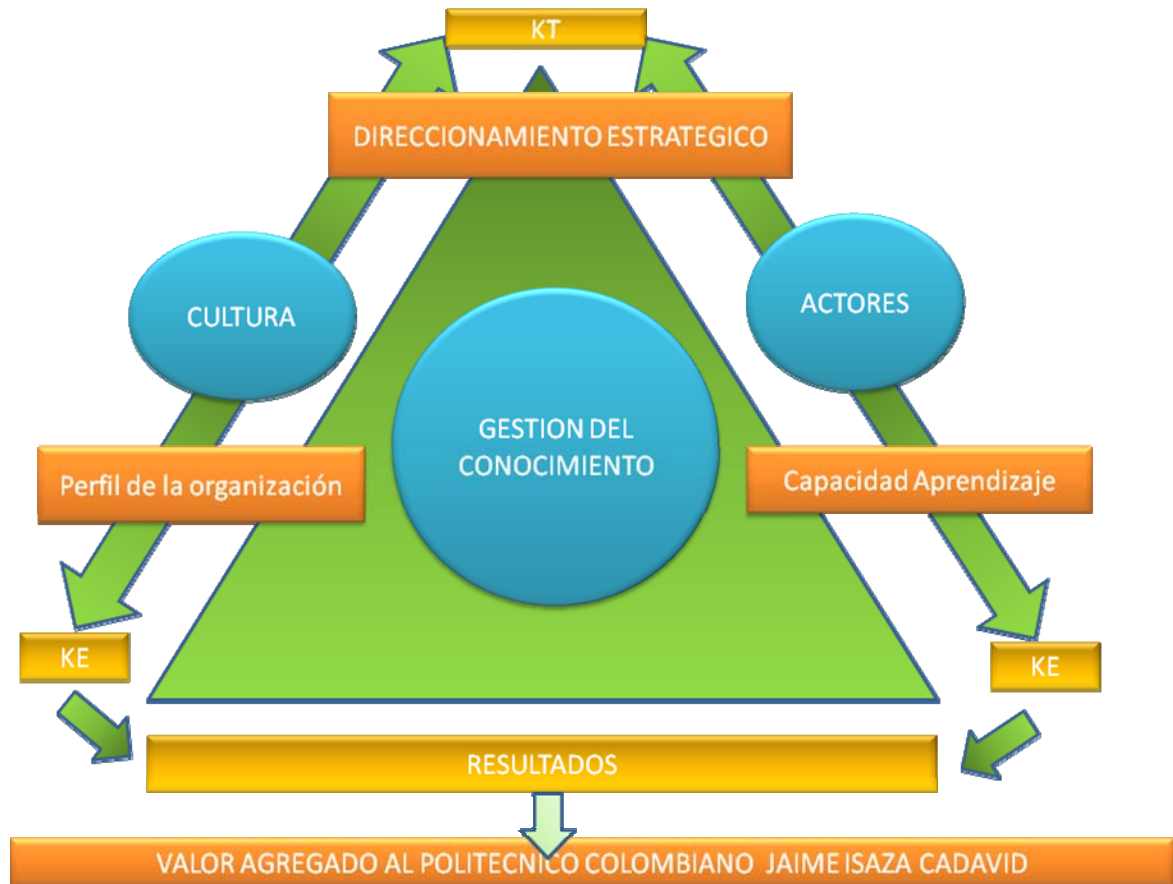 KT
DIRECCIONAMIENTO ESTRATEGICO
CULTURA
ACTORES
GESTION DEL
CONOCIMIENTO
Perfil de la organización
Capacidad Aprendizaje
KE
KE
RESULTADOS
VALOR AGREGADO AL POLITECNICO COLOMBIANO JAIME ISAZA CADAVID